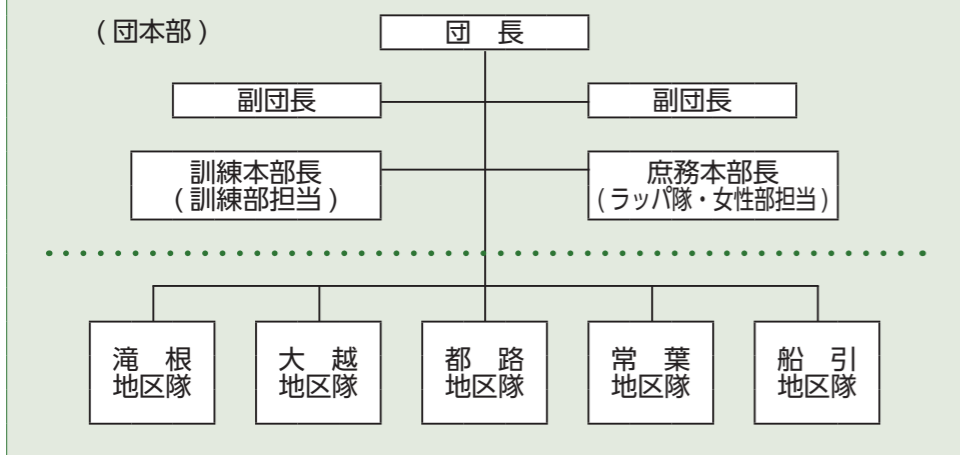 (団本部)
団　長
副団長
副団長
訓練本部長
(訓練部担当)
庶務本部長
(ラッパ隊・女性部担当)
滝　根
地区隊
大　越
地区隊
都　路
地区隊
常　葉
地区隊
船　引
地区隊